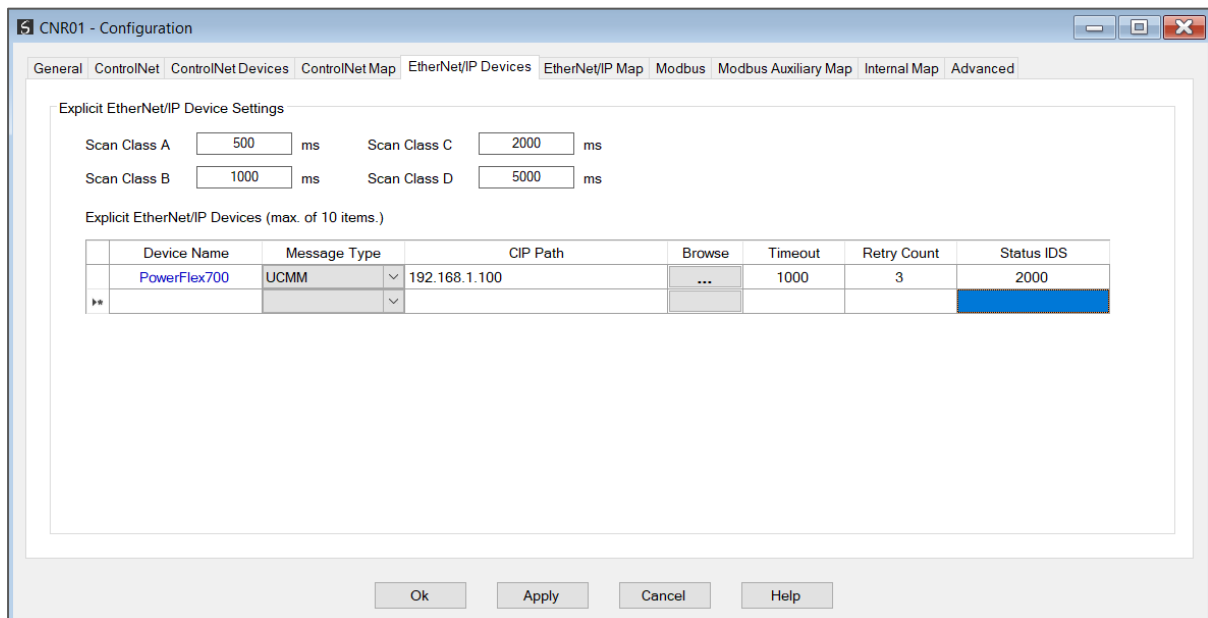 CNR01 - Configuration
General ControlNet ControlNet Devices ControlNet Map EtherNet/IP Devices EtherNet/IP Map Modbus Modbus Auxiliary Map Internal Map Advanced
Explicit EtherNet/IP Device Settings
Scan Class A 500 ms Scan Class C 2000 ms
Scan Class B 1000 ms Scan Class D 5000 ms
Explicit EtherNet/IP Devices (max. of 10 items.)
Device Name Message Type CIP Path Browse Timeout Retry Count Status IDS
PowerFlex700 UCMM 192.168.1.100 ... 1000 3 2000
Ok Apply Cancel Help